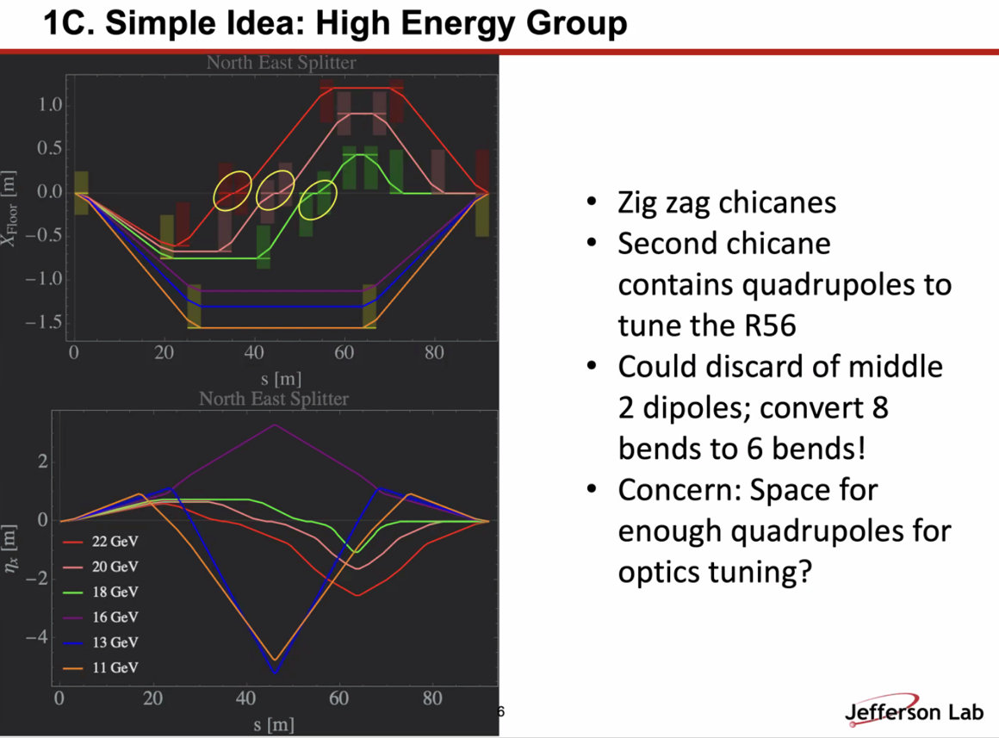 1C. Simple Idea: High Energy Group
North East Splitter
1.0
0.5
0.0
−0.5
−1.0
−1.5
XFloor [m]
0 20 40 60 80
s [m]
North East Splitter
2
0
−2
−4
ηx [m]
22 GeV
20 GeV
18 GeV
16 GeV
13 GeV
11 GeV
0 20 40 60 80
s [m]
• Zig zag chicanes
• Second chicane
contains quadrupoles to
tune the R56
• Could discard of middle
2 dipoles; convert 8
bends to 6 bends!
• Concern: Space for
enough quadrupoles for
optics tuning?
6
Jefferson Lab